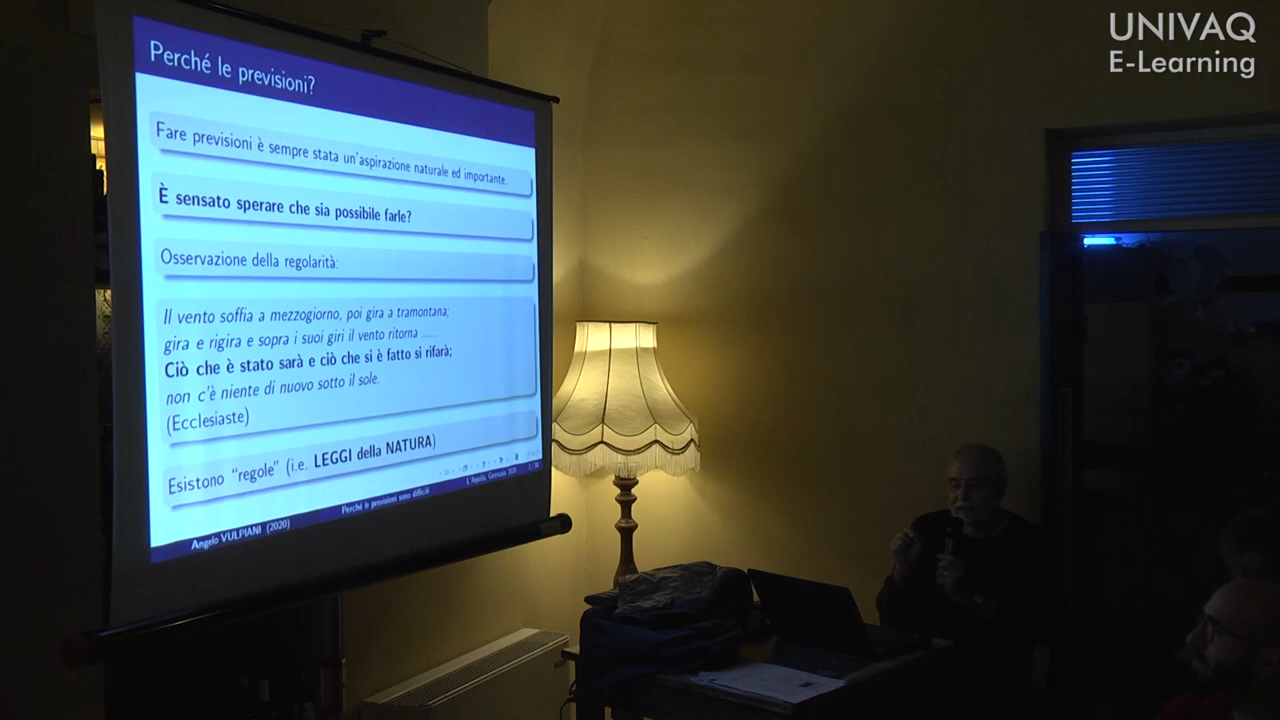 UNIVAQ
E-Learning
Perché le previsioni?
Fare previsioni è sempre stata un'aspirazione naturale ed importante.
È sensato sperare che sia possibile farle?
Osservazione della regolarità:
Il vento soffia a mezzogiorno, poi gira a tramontana;
gira e rigira e sopra i suoi giri il vento ritorna ......
Ciò che è stato sarà e ciò che si è fatto si rifarà;
non c'è niente di nuovo sotto il sole.
(Ecclesiaste)
Esistono "regole" (i.e. LEGGI della NATURA)
Angelo VULPIANI (2020)
Perché le previsioni sono difficili
L'Aquila, Gennaio 2020